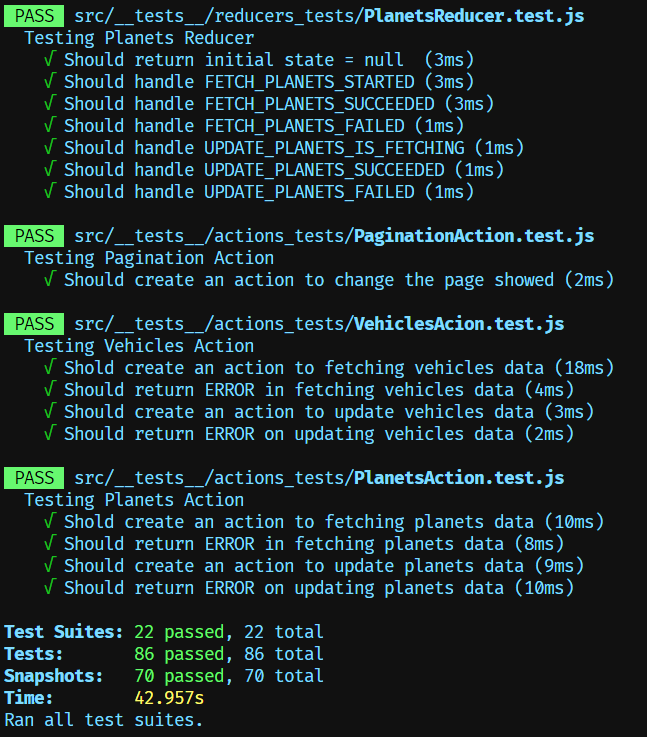 PASS src/__tests__/reducers_tests/PlanetsReducer.test.js
Testing Planets Reducer
√ Should return initial state = null (3ms)
√ Should handle FETCH_PLANETS_STARTED (3ms)
√ Should handle FETCH_PLANETS_SUCCEEDED (3ms)
√ Should handle FETCH_PLANETS_FAILED (1ms)
√ Should handle UPDATE_PLANETS_IS_FETCHING (1ms)
√ Should handle UPDATE_PLANETS_SUCCEEDED (1ms)
√ Should handle UPDATE_PLANETS_FAILED (1ms)
PASS src/__tests__/actions_tests/PaginationAction.test.js
Testing Pagination Action
√ Should create an action to change the page showed (2ms)
PASS src/__tests__/actions_tests/VehiclesAcion.test.js
Testing Vehicles Action
√ Shold create an action to fetching vehicles data (18ms)
√ Should return ERROR in fetching vehicles data (4ms)
√ Should create an action to update vehicles data (3ms)
√ Should return ERROR on updating vehicles data (2ms)
PASS src/__tests__/actions_tests/PlanetsAction.test.js
Testing Planets Action
√ Shold create an action to fetching planets data (10ms)
√ Should return ERROR in fetching planets data (8ms)
√ Should create an action to update planets data (9ms)
√ Should return ERROR on updating planets data (10ms)
Test Suites: 22 passed, 22 total
Tests: 86 passed, 86 total
Snapshots: 70 passed, 70 total
Time: 42.957s
Ran all test suites.